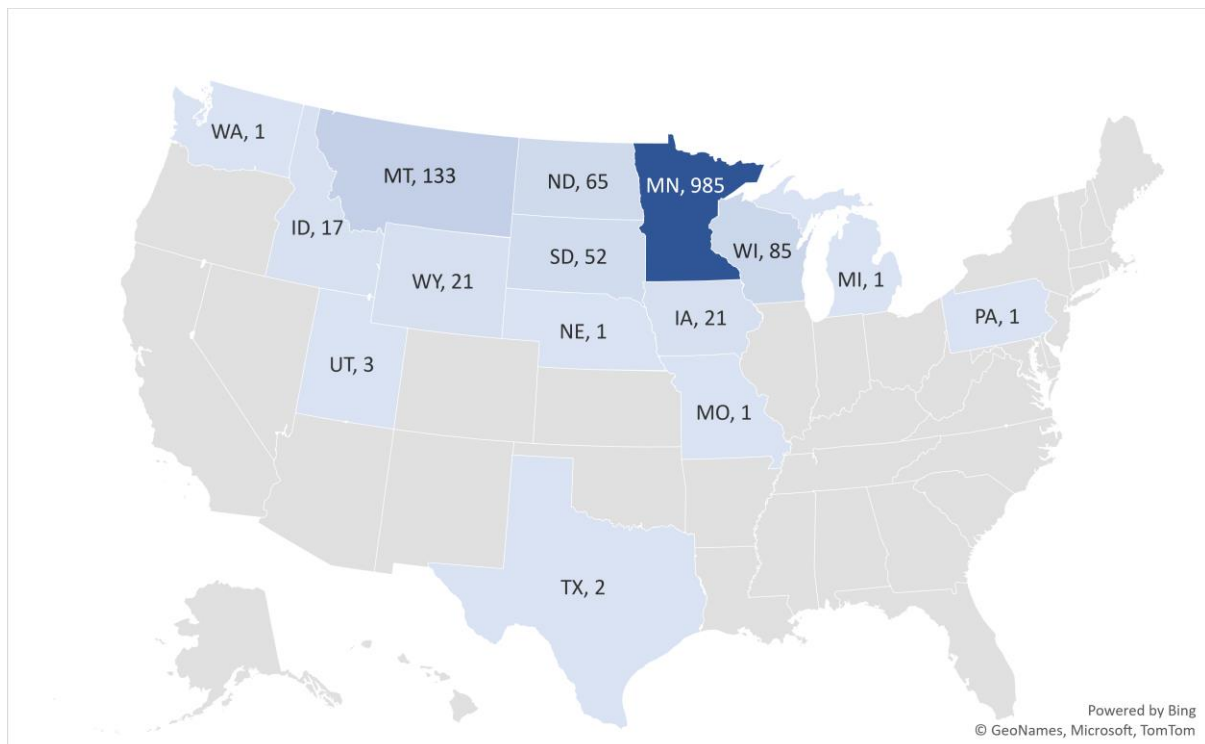 WA, 1
MT, 133
ND, 65
MN, 985
ID, 17
SD, 52
WI, 85
WY, 21
MI, 1
NE, 1
IA, 21
PA, 1
UT, 3
MO, 1
TX, 2
Powered by Bing
© GeoNames, Microsoft, TomTom